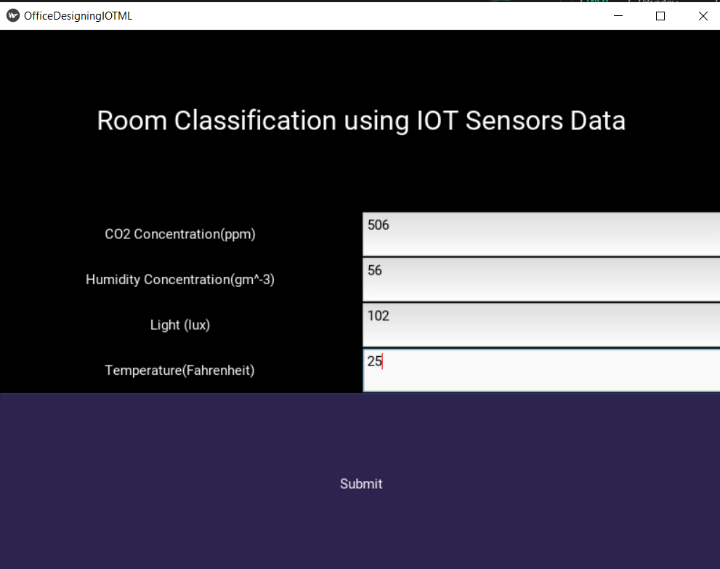 OfficeDesigningIOTML
Room Classification using IOT Sensors Data
CO2 Concentration(ppm) 506
Humidity Concentration(gm^-3) 56
Light (lux) 102
Temperature(Fahrenheit) 25
Submit